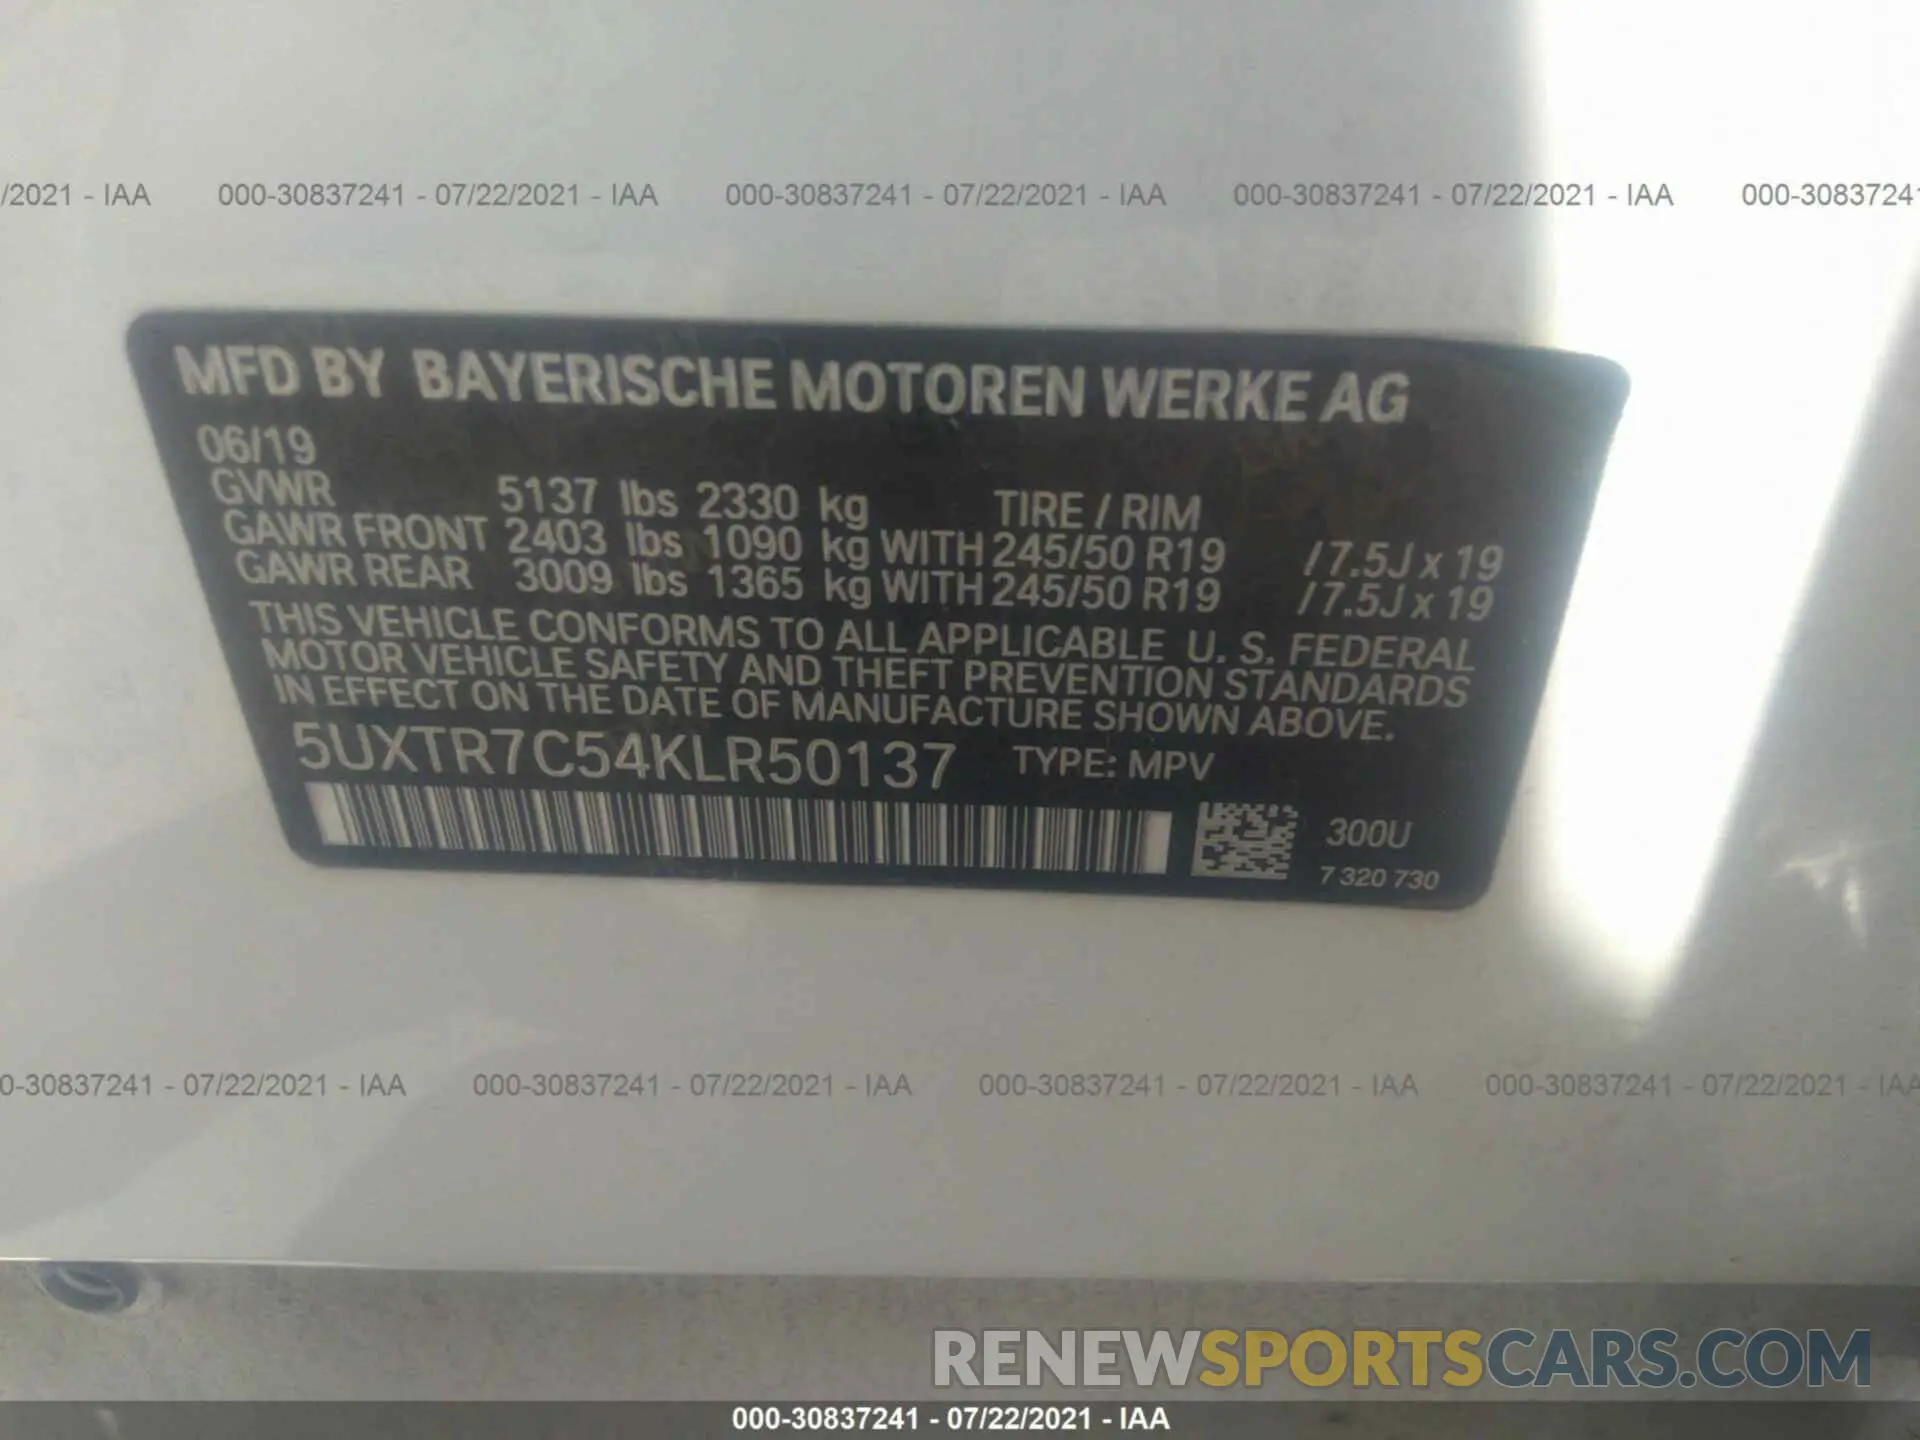 /2021 - IAA 000-30837241 - 07/22/2021 - IAA 000-30837241 - 07/22/2021 - IAA 000-30837241 - 07/22/2021 - IAA 000-3083724
MFD BY BAYERISCHE MOTOREN WERKE AG
06/19
GVWR 5137 lbs 2330 kg TIRE / RIM
GAWR FRONT 2403 lbs 1090 kg WITH 245/50 R19 / 7.5J x 19
GAWR REAR 3009 lbs 1365 kg WITH 245/50 R19 / 7.5J x 19
THIS VEHICLE CONFORMS TO ALL APPLICABLE U. S. FEDERAL
MOTOR VEHICLE SAFETY AND THEFT PREVENTION STANDARDS
IN EFFECT ON THE DATE OF MANUFACTURE SHOWN ABOVE.
5UXTR7C54KLR50137 TYPE: MPV
300U
7 320 730
0-30837241 - 07/22/2021 - IAA 000-30837241 - 07/22/2021 - IAA 000-30837241 - 07/22/2021 - IAA 000-30837241 - 07/22/2021 - IAA
RENEWSPORTSCARS.COM
000-30837241 - 07/22/2021 - IAA